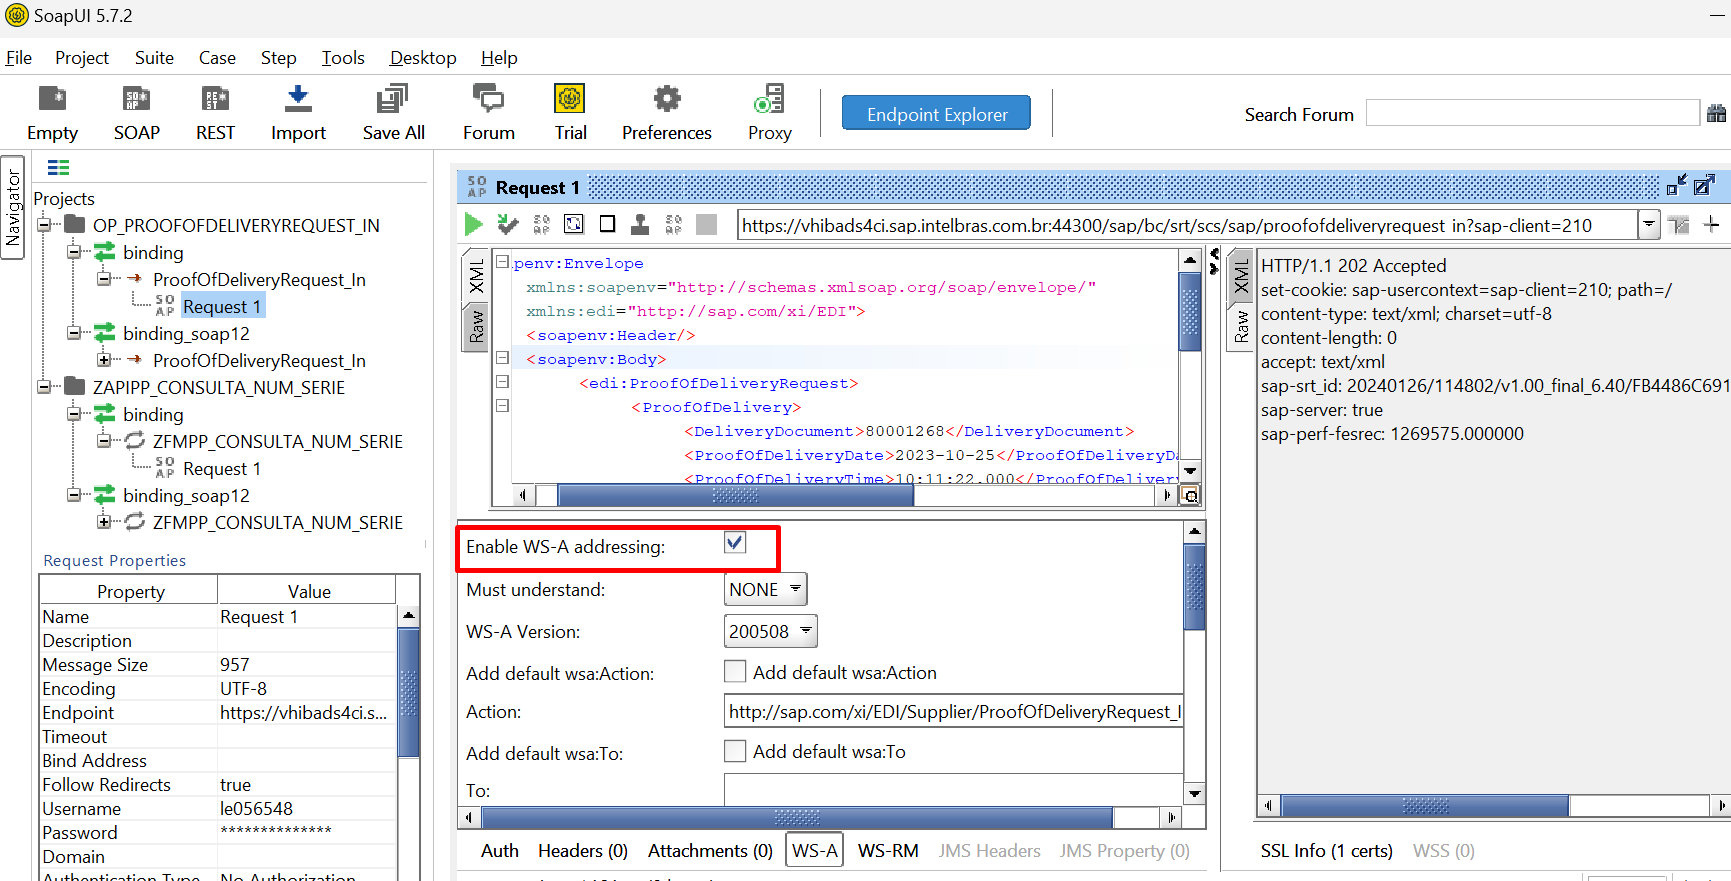 SoapUI 5.7.2
File Project Suite Case Step Tools Desktop Help
Empty SOAP REST Import Save All Forum Trial Preferences Proxy Endpoint Explorer Search Forum
Navigator
Projects
OP_PROOFOFDELIVERYREQUEST_IN
binding
ProofOfDeliveryRequest_In
Request 1
binding_soap12
ProofOfDeliveryRequest_In
ZAPIPP_CONSULTA_NUM_SERIE
binding
ZFMPP_CONSULTA_NUM_SERIE
Request 1
binding_soap12
ZFMPP_CONSULTA_NUM_SERIE
Request Properties
Property Value
Name Request 1
Description
Message Size 957
Encoding UTF-8
Endpoint https://vhibads4ci.s...
Timeout
Bind Address
Follow Redirects true
Username le056548
Password **************
Domain
Authentication Type No Authorization
Request 1
https://vhibads4ci.sap.intelbras.com.br:44300/sap/bc/srt/scs/sap/proofofdeliveryrequest_in?sap-client=210
XML
Raw
penv:Envelope
xmlns:soapenv="http://schemas.xmlsoap.org/soap/envelope/"
xmlns:edi="http://sap.com/xi/EDI">
<soapenv:Header/>
<soapenv:Body>
<edi:ProofOfDeliveryRequest>
<ProofOfDelivery>
<DeliveryDocument>80001268</DeliveryDocument>
<ProofOfDeliveryDate>2023-10-25</ProofOfDeliveryDa
<ProofOfDeliveryTime>10:11:22.000</ProofOfDelivery
Enable WS-A addressing:
Must understand: NONE
WS-A Version: 200508
Add default wsa:Action: Add default wsa:Action
Action: http://sap.com/xi/EDI/Supplier/ProofOfDeliveryRequest_I
Add default wsa:To: Add default wsa:To
To:
Auth Headers (0) Attachments (0) WS-A WS-RM JMS Headers JMS Property (0)
XML
Raw
HTTP/1.1 202 Accepted
set-cookie: sap-usercontext=sap-client=210; path=/
content-type: text/xml; charset=utf-8
content-length: 0
accept: text/xml
sap-srt_id: 20240126/114802/v1.00_final_6.40/FB4486C691
sap-server: true
sap-perf-fesrec: 1269575.000000
SSL Info (1 certs) WSS (0)